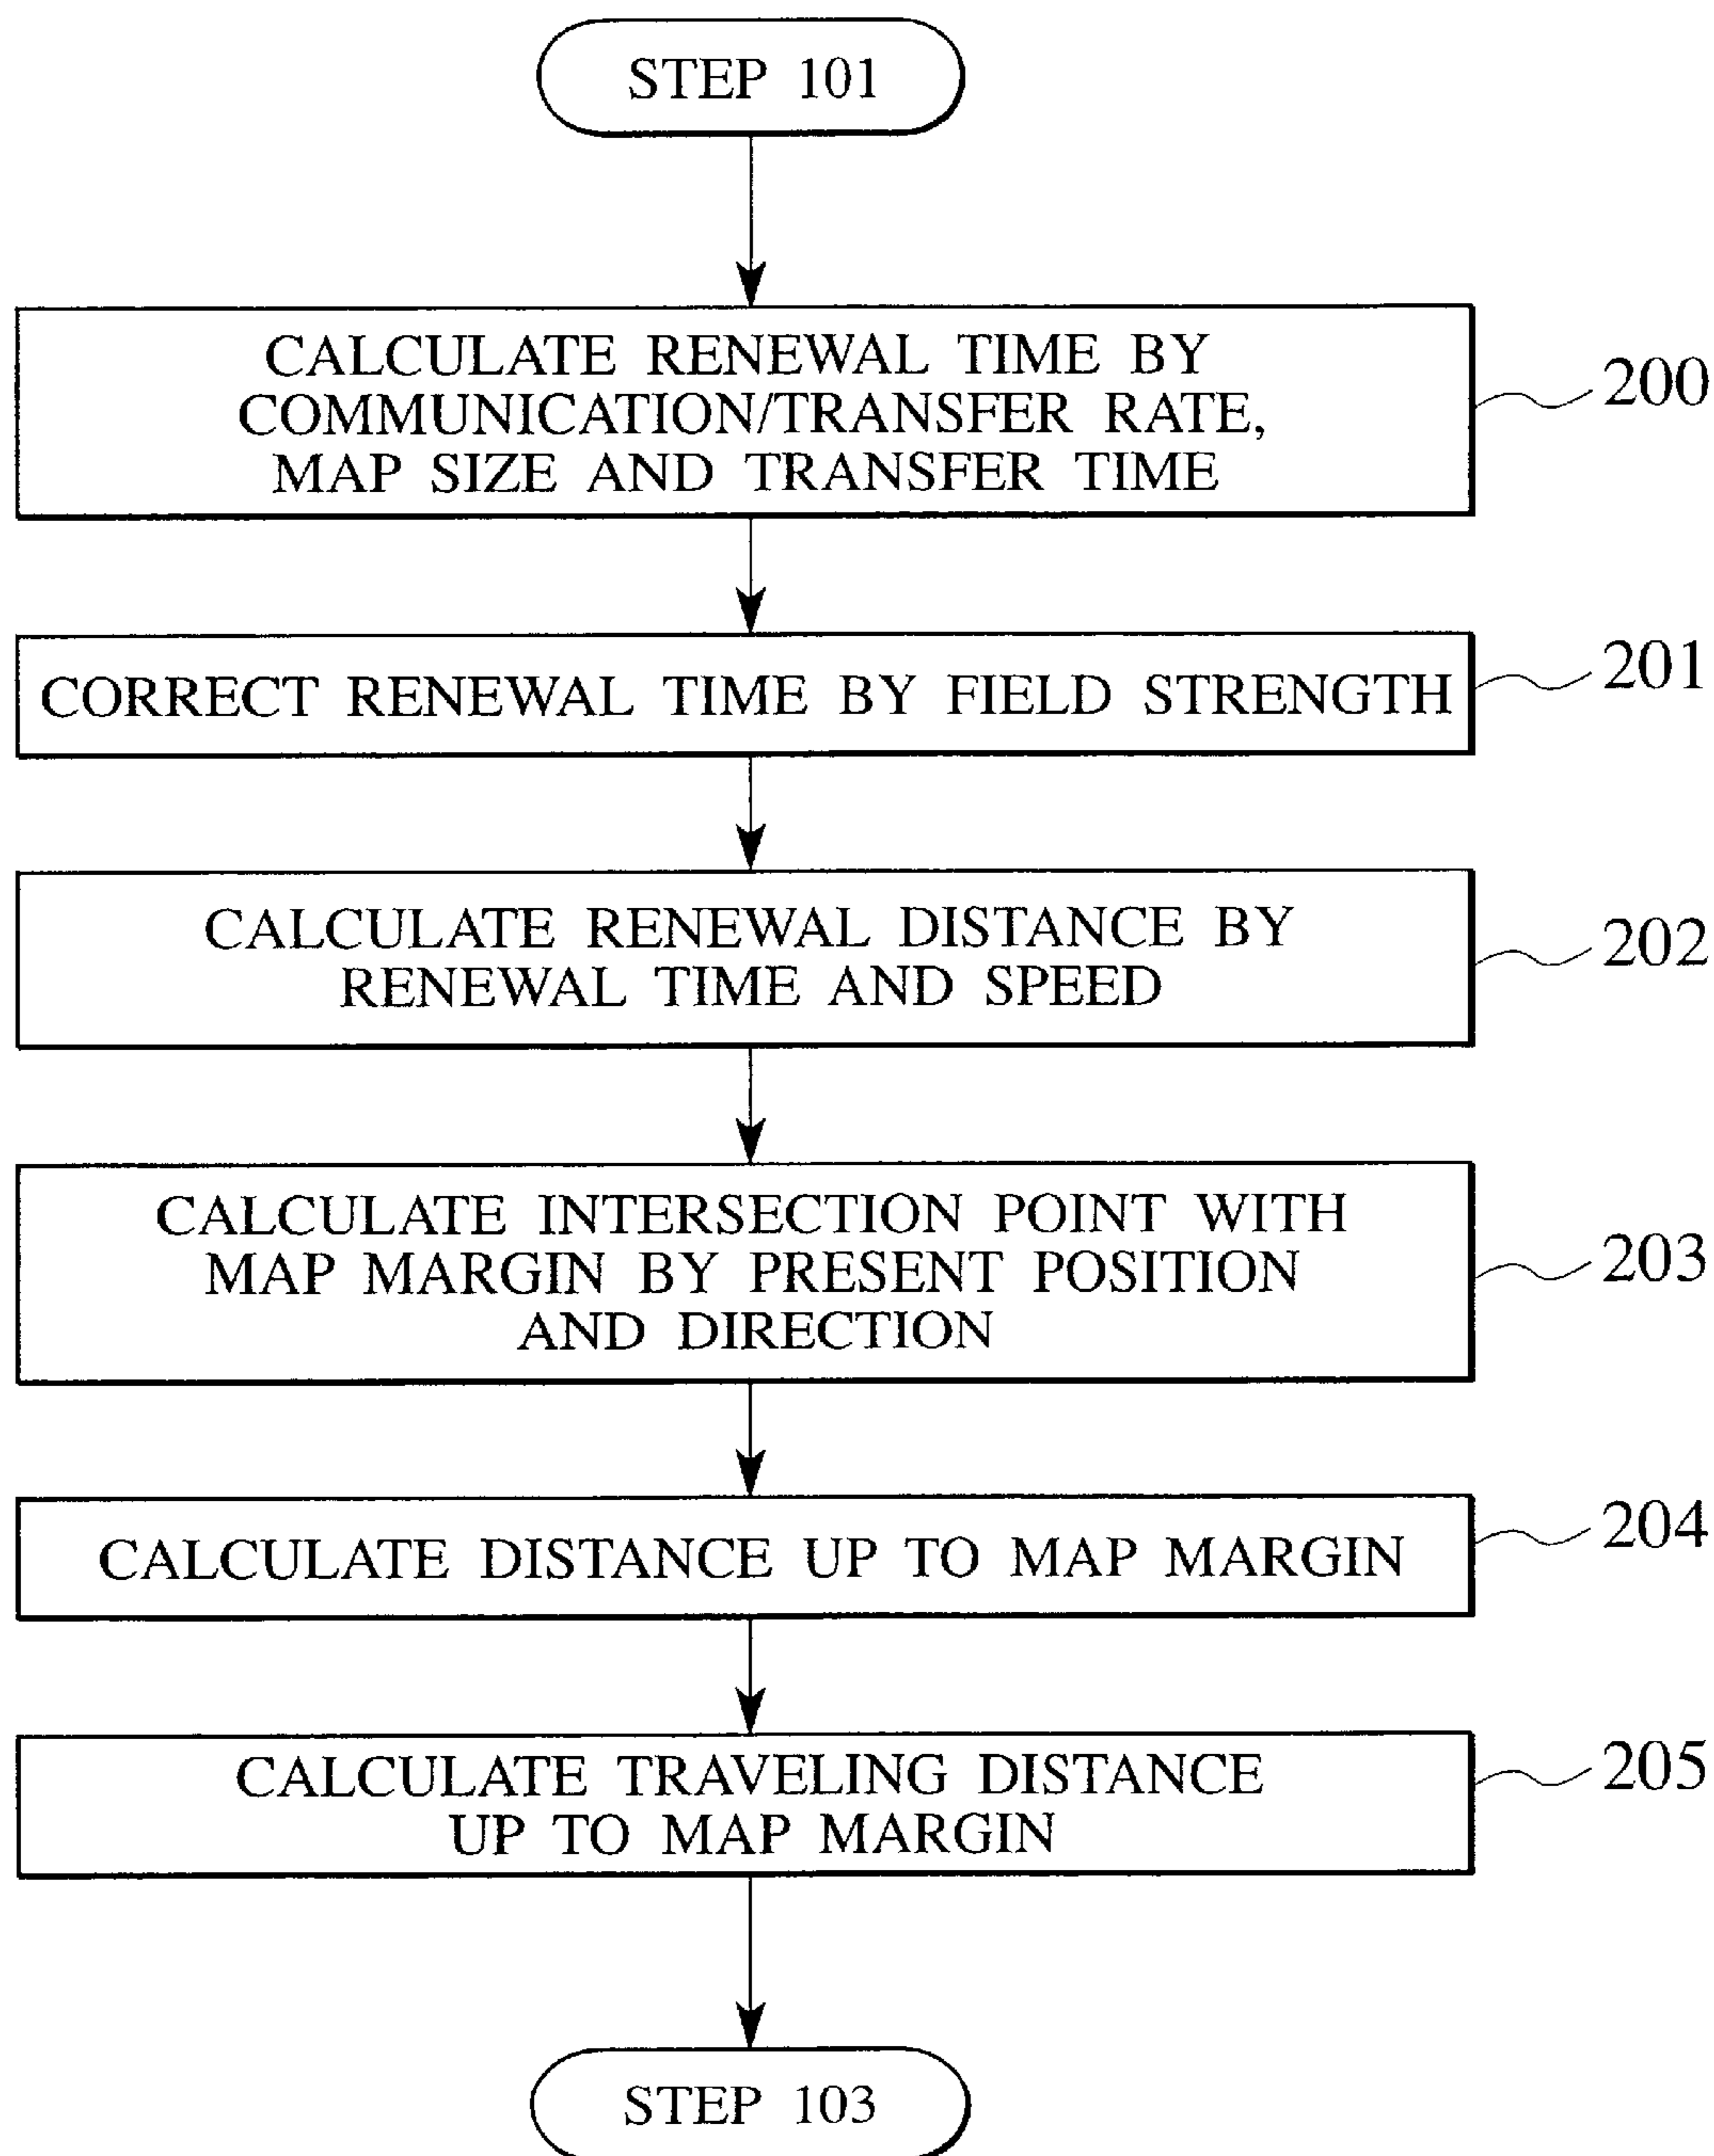 STEP 101
CALCULATE RENEWAL TIME BY
COMMUNICATION/TRANSFER RATE,
MAP SIZE AND TRANSFER TIME
200
CORRECT RENEWAL TIME BY FIELD STRENGTH
201
CALCULATE RENEWAL DISTANCE BY
RENEWAL TIME AND SPEED
202
CALCULATE INTERSECTION POINT WITH
MAP MARGIN BY PRESENT POSITION
AND DIRECTION
203
CALCULATE DISTANCE UP TO MAP MARGIN
204
CALCULATE TRAVELING DISTANCE
UP TO MAP MARGIN
205
STEP 103